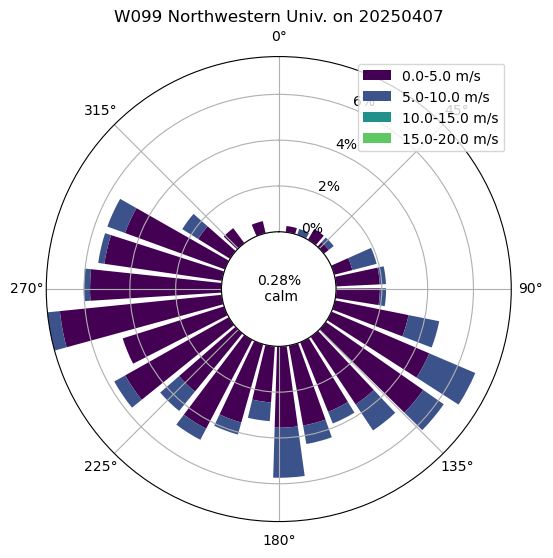 W099 Northwestern Univ. on 20250407
0°
315°
45°
0.0-5.0 m/s
5.0-10.0 m/s
10.0-15.0 m/s
15.0-20.0 m/s
6%
4%
2%
0%
0.28%
calm
270°
90°
225°
135°
180°